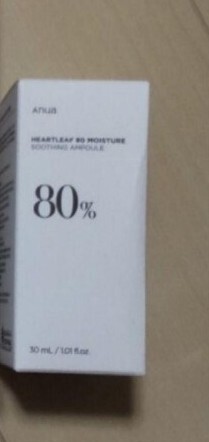 ANUA
HEARTLEAF 80 MOISTURE
SOOTHING AMPOULE
80%
30 mL / 1.01 fl.oz.